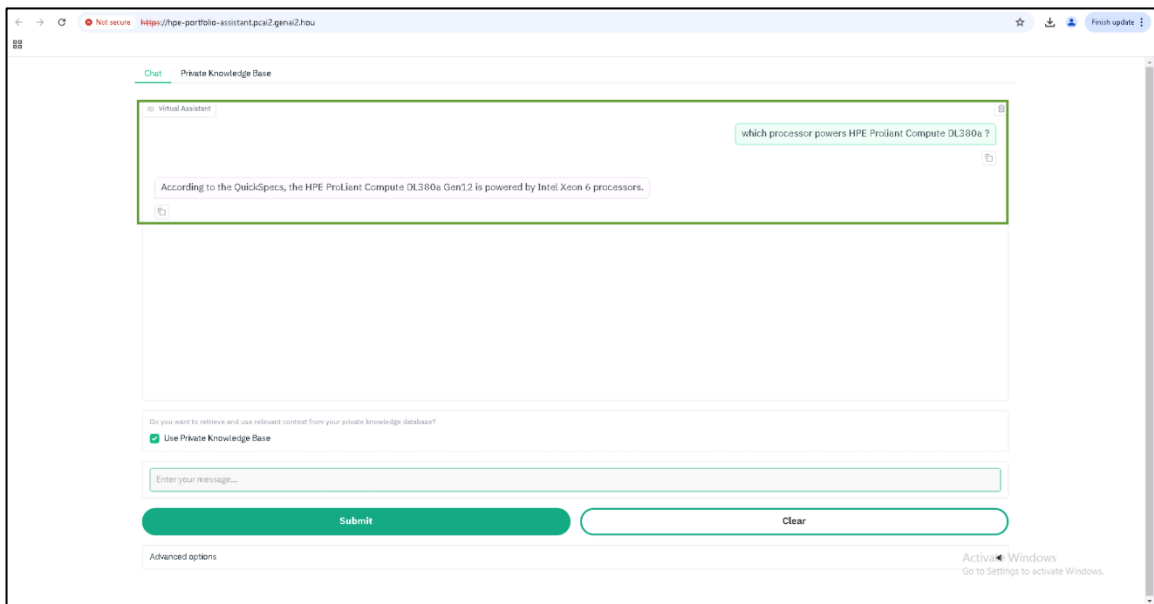 Not secure https://hpe-portfolio-assistant.pcai2.genai2.hou
Finish update
Chat Private Knowledge Base
Virtual Assistant
which processor powers HPE Proliant Compute DL380a ?
According to the QuickSpecs, the HPE ProLiant Compute DL380a Gen12 is powered by Intel Xeon 6 processors.
Do you want to retrieve and use relevant context from your private knowledge database?
Use Private Knowledge Base
Enter your message...
Submit Clear
Advanced options
Activate Windows
Go to Settings to activate Windows.